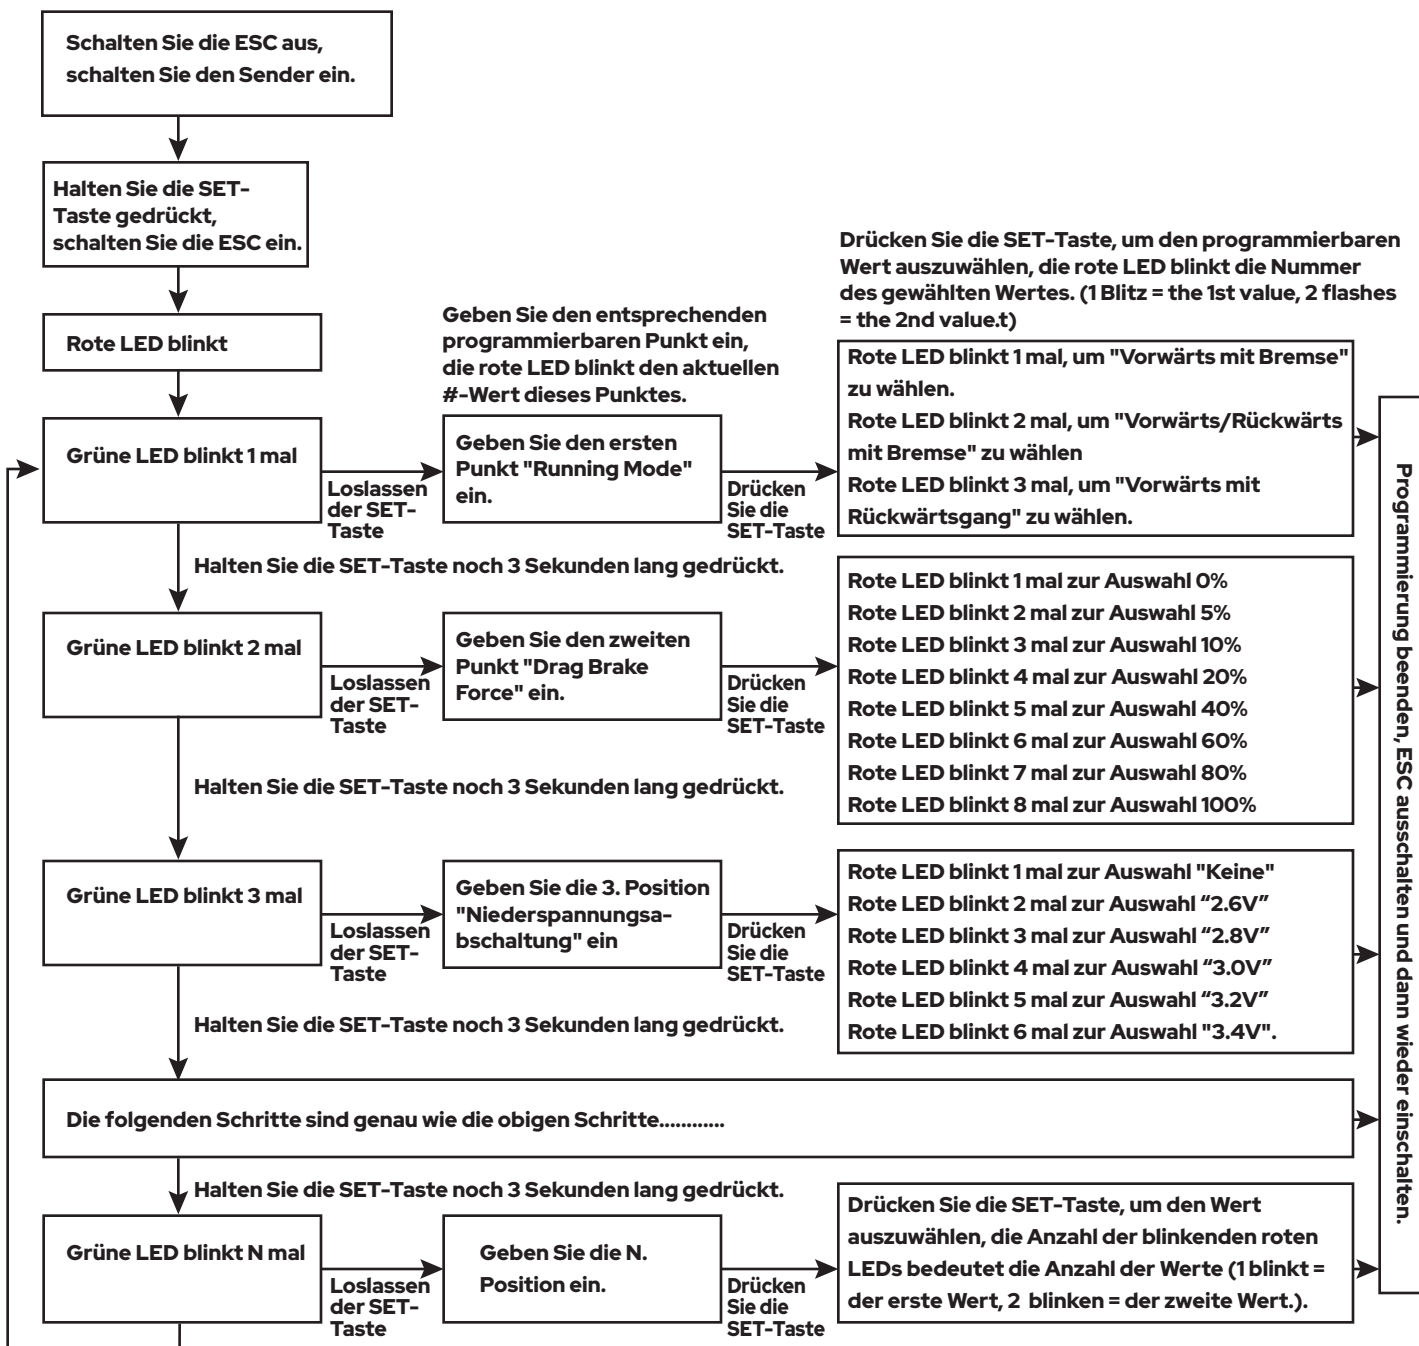 Schalten Sie die ESC aus,
schalten Sie den Sender ein.
Halten Sie die SET-
Taste gedrückt,
schalten Sie die ESC ein.
Rote LED blinkt
Geben Sie den entsprechenden
programmierbaren Punkt ein,
die rote LED blinkt den aktuellen
#-Wert dieses Punktes.
Drücken Sie die SET-Taste, um den programmierbaren
Wert auszuwählen, die rote LED blinkt die Nummer
des gewählten Wertes. (1 Blitz = the 1st value, 2 flashes
= the 2nd value.t)
Grüne LED blinkt 1 mal
Loslassen
der SET-
Taste
Geben Sie den ersten
Punkt "Running Mode"
ein.
Drücken
Sie die
SET-Taste
Rote LED blinkt 1 mal, um "Vorwärts mit Bremse"
zu wählen.
Rote LED blinkt 2 mal, um "Vorwärts/Rückwärts
mit Bremse" zu wählen
Rote LED blinkt 3 mal, um "Vorwärts mit
Rückwärtsgang" zu wählen.
Halten Sie die SET-Taste noch 3 Sekunden lang gedrückt.
Grüne LED blinkt 2 mal
Loslassen
der SET-
Taste
Geben Sie den zweiten
Punkt "Drag Brake
Force" ein.
Drücken
Sie die
SET-Taste
Rote LED blinkt 1 mal zur Auswahl 0%
Rote LED blinkt 2 mal zur Auswahl 5%
Rote LED blinkt 3 mal zur Auswahl 10%
Rote LED blinkt 4 mal zur Auswahl 20%
Rote LED blinkt 5 mal zur Auswahl 40%
Rote LED blinkt 6 mal zur Auswahl 60%
Rote LED blinkt 7 mal zur Auswahl 80%
Rote LED blinkt 8 mal zur Auswahl 100%
Halten Sie die SET-Taste noch 3 Sekunden lang gedrückt.
Grüne LED blinkt 3 mal
Loslassen
der SET-
Taste
Geben Sie die 3. Position
"Niederspannungsa-
bschaltung" ein
Drücken
Sie die
SET-Taste
Rote LED blinkt 1 mal zur Auswahl "Keine"
Rote LED blinkt 2 mal zur Auswahl “2.6V”
Rote LED blinkt 3 mal zur Auswahl “2.8V”
Rote LED blinkt 4 mal zur Auswahl “3.0V”
Rote LED blinkt 5 mal zur Auswahl “3.2V”
Rote LED blinkt 6 mal zur Auswahl "3.4V".
Halten Sie die SET-Taste noch 3 Sekunden lang gedrückt.
Die folgenden Schritte sind genau wie die obigen Schritte............
Halten Sie die SET-Taste noch 3 Sekunden lang gedrückt.
Grüne LED blinkt N mal
Loslassen
der SET-
Taste
Geben Sie die N.
Position ein.
Drücken
Sie die
SET-Taste
Drücken Sie die SET-Taste, um den Wert
auszuwählen, die Anzahl der blinkenden roten
LEDs bedeutet die Anzahl der Werte (1 blinkt =
der erste Wert, 2 blinken = der zweite Wert.).
Programmierung beenden, ESC ausschalten und dann wieder einschalten.